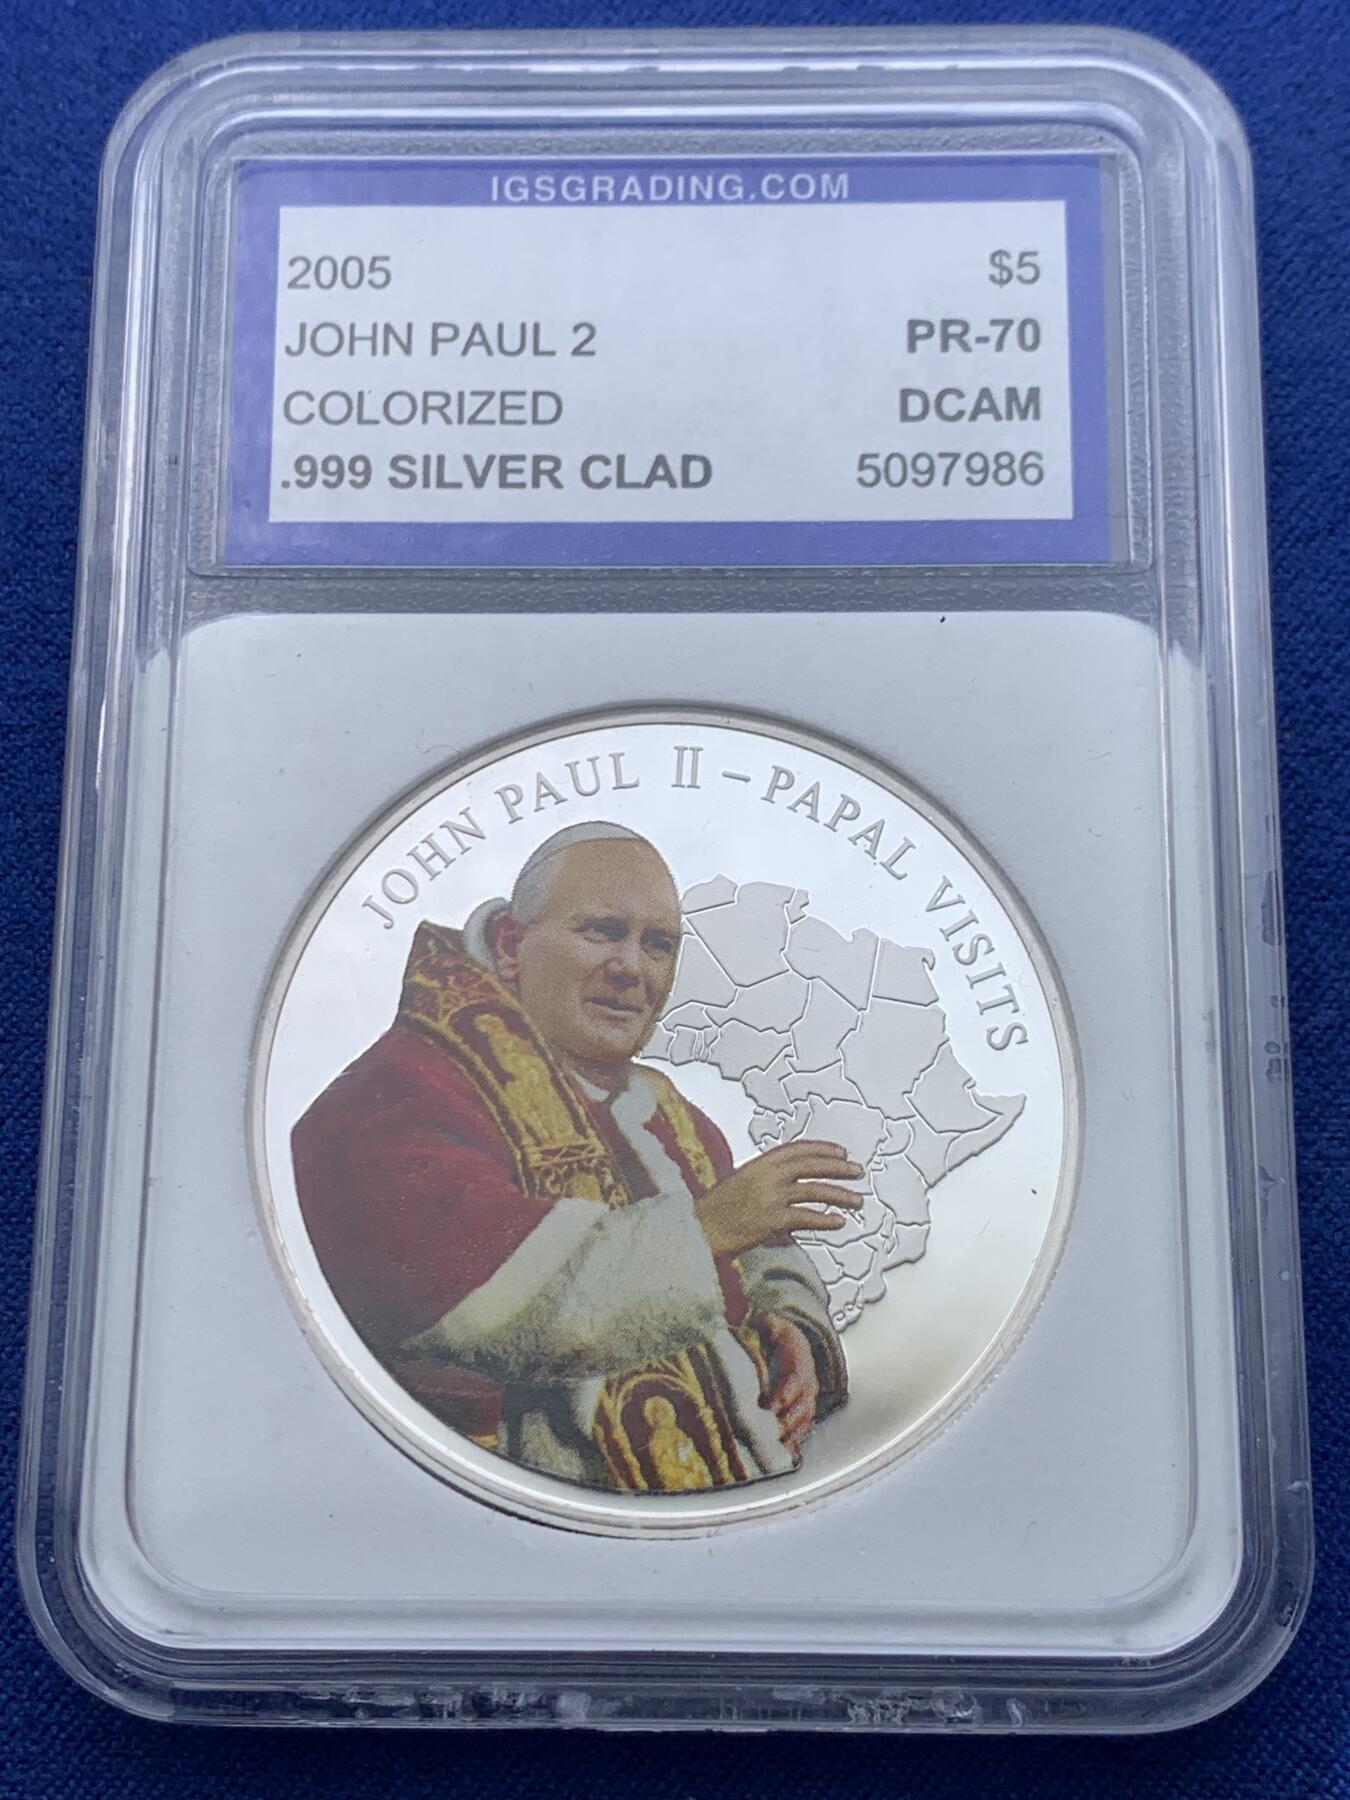 IGSGRADING.COM
2005 $5
JOHN PAUL 2 PR-70
COLORIZED DCAM
.999 SILVER CLAD 5097986
JOHN PAUL II – PAPAL VISITS